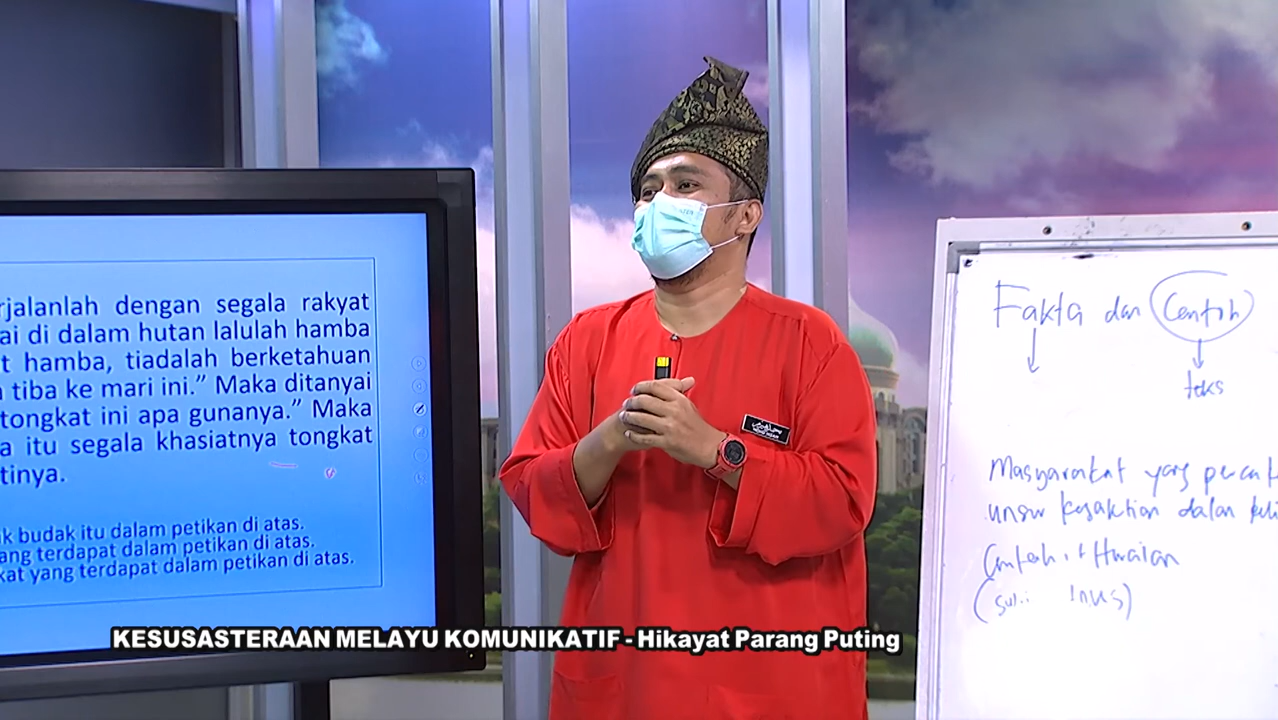 rjalanlah dengan segala rakyat
ai di dalam hutan lalulah hamba
t hamba, tiadalah berketahuan
n tiba ke mari ini.” Maka ditanyai
tongkat ini apa gunanya.” Maka
a itu segala khasiatnya tongkat
tinya.
ak budak itu dalam petikan di atas.
ang terdapat dalam petikan di atas.
kat yang terdapat dalam petikan di atas.
Fakta dan Contoh
teks
Masyarakat yang percak
unsur kesaktian dalam
Contoh + Huraian
KESUSASTERAAN MELAYU KOMUNIKATIF - Hikayat Parang Puting